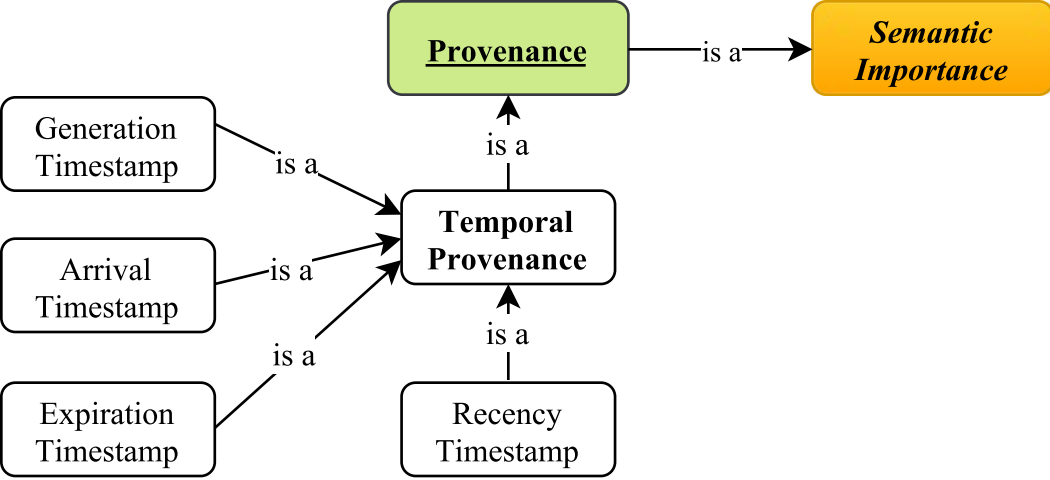 Provenance
is a
Semantic
Importance
Generation
Timestamp
is a
is a
Temporal
Provenance
Arrival
Timestamp
is a
is a
is a
Expiration
Timestamp
Recency
Timestamp